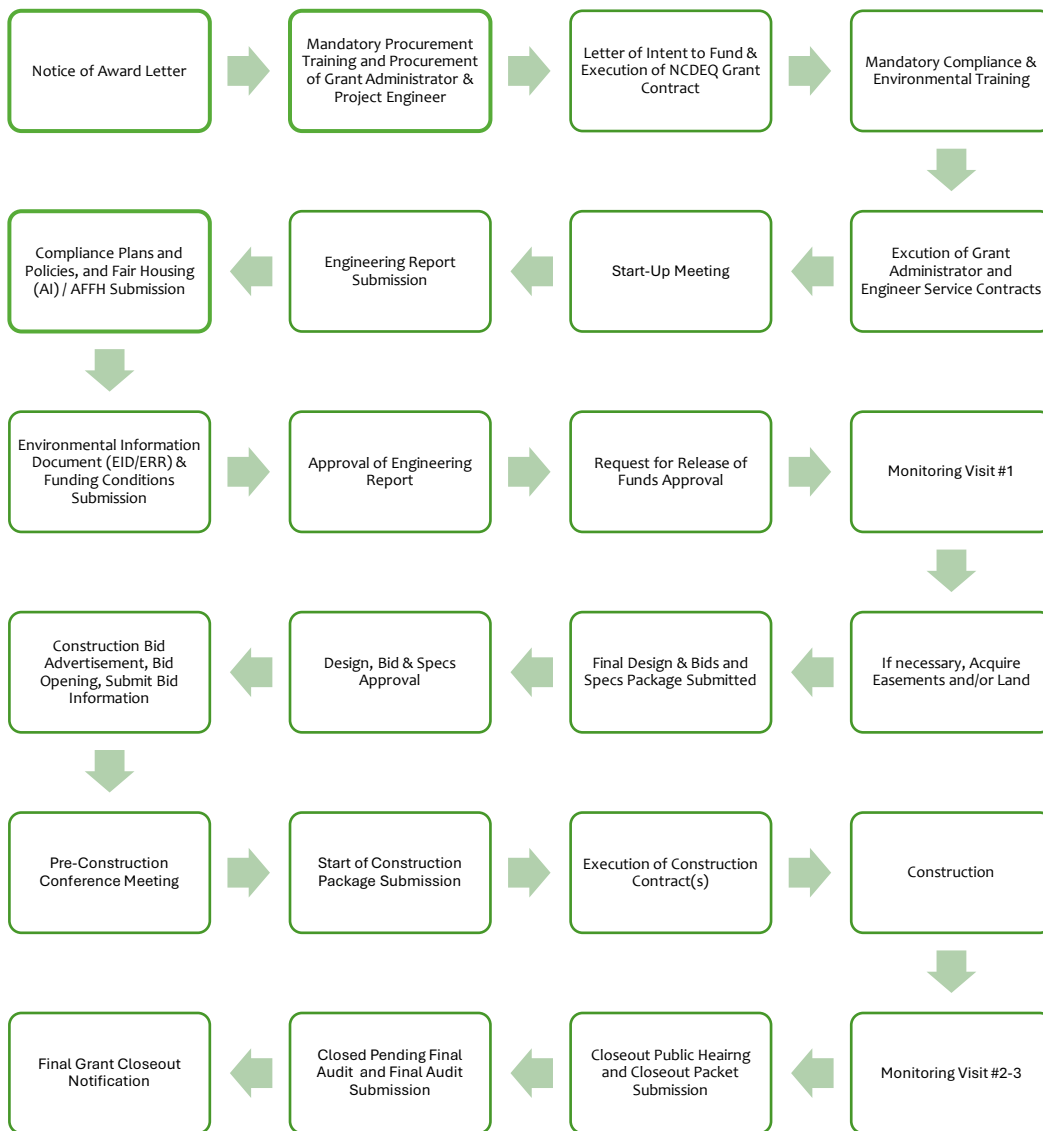 Notice of Award Letter
Mandatory Procurement
Training and Procurement
of Grant Administrator &
Project Engineer
Letter of Intent to Fund &
Execution of NCDEQ Grant
Contract
Mandatory Compliance &
Environmental Training
Excution of Grant
Administrator and
Engineer Service Contracts
Start-Up Meeting
Engineering Report
Submission
Compliance Plans and
Policies, and Fair Housing
(AI) / AFFH Submission
Environmental Information
Document (EID/ERR) &
Funding Conditions
Submission
Approval of Engineering
Report
Request for Release of
Funds Approval
Monitoring Visit #1
If necessary, Acquire
Easements and/or Land
Final Design & Bids and
Specs Package Submitted
Design, Bid & Specs
Approval
Construction Bid
Advertisement, Bid
Opening, Submit Bid
Information
Pre-Construction
Conference Meeting
Start of Construction
Package Submission
Execution of Construction
Contract(s)
Construction
Monitoring Visit #2-3
Closeout Public Heairng
and Closeout Packet
Submission
Closed Pending Final
Audit and Final Audit
Submission
Final Grant Closeout
Notification